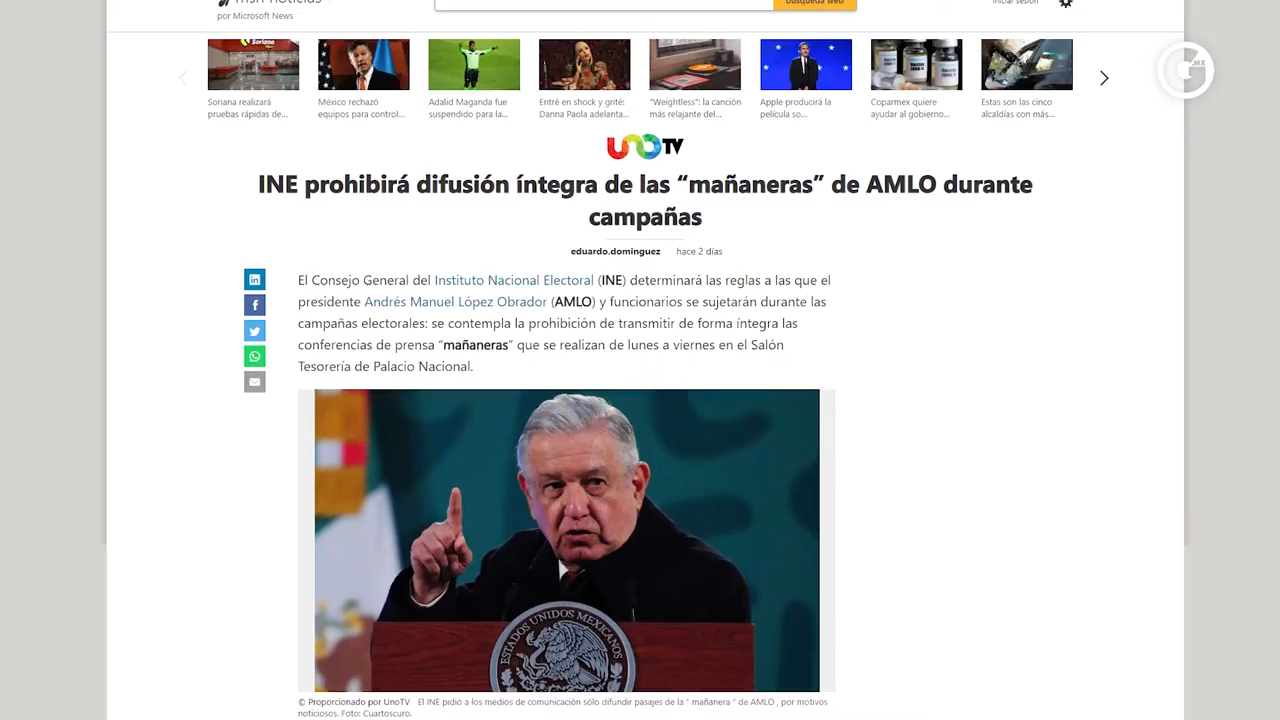 msn noticias
por Microsoft News
búsqueda web
Iniciar sesión
Soriana realizará
pruebas rápidas de...
México rechazó
equipos para control...
Adalid Maganda fue
suspendido para la...
Entré en shock y grité:
Danna Paola adelanta...
"Weightless": la canción
más relajante del...
Apple producirá la
película so...
Coparmex quiere
ayudar al gobierno...
Estas son las cinco
alcaldías con más...
G MX
UNOTV
INE prohibirá difusión íntegra de las “mañaneras” de AMLO durante
campañas
eduardo.dominguez hace 2 días
El Consejo General del Instituto Nacional Electoral (INE) determinará las reglas a las que el
presidente Andrés Manuel López Obrador (AMLO) y funcionarios se sujetarán durante las
campañas electorales: se contempla la prohibición de transmitir de forma íntegra las
conferencias de prensa “mañaneras” que se realizan de lunes a viernes en el Salón
Tesorería de Palacio Nacional.
ESTADOS UNIDOS MEXICANOS
© Proporcionado por UnoTV El INE pidió a los medios de comunicación sólo difundir pasajes de la " mañanera " de AMLO , por motivos
noticiosos. Foto: Cuartoscuro.